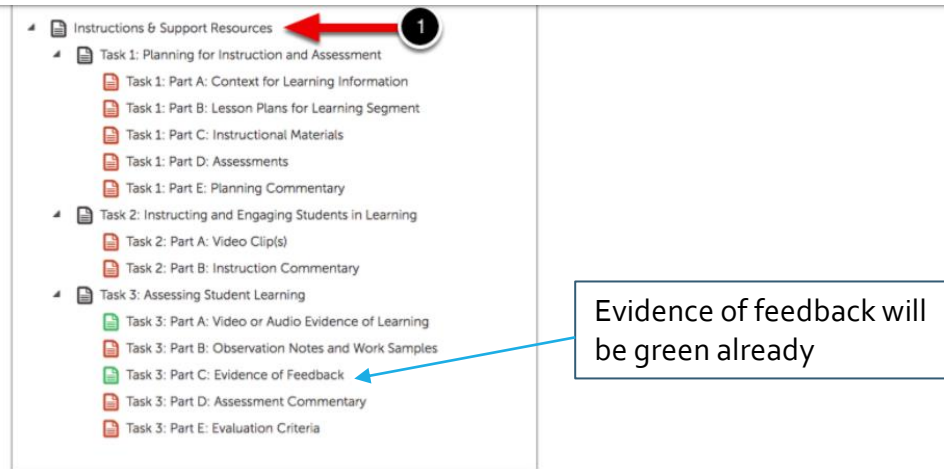 Instructions & Support Resources
1
Task 1: Planning for Instruction and Assessment
Task 1: Part A: Context for Learning Information
Task 1: Part B: Lesson Plans for Learning Segment
Task 1: Part C: Instructional Materials
Task 1: Part D: Assessments
Task 1: Part E: Planning Commentary
Task 2: Instructing and Engaging Students in Learning
Task 2: Part A: Video Clip(s)
Task 2: Part B: Instruction Commentary
Task 3: Assessing Student Learning
Task 3: Part A: Video or Audio Evidence of Learning
Task 3: Part B: Observation Notes and Work Samples
Task 3: Part C: Evidence of Feedback
Task 3: Part D: Assessment Commentary
Task 3: Part E: Evaluation Criteria
Evidence of feedback will
be green already